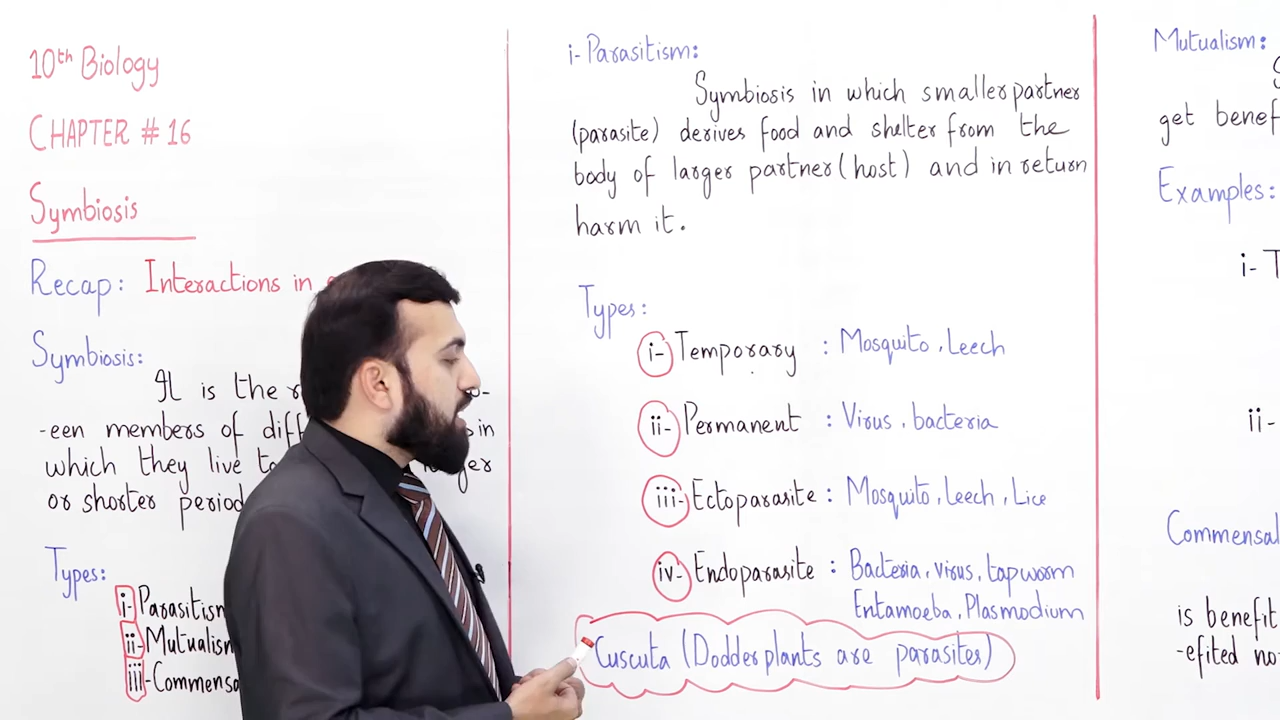 10th Biology
CHAPTER # 16
Symbiosis
Recap: Interactions in
Symbiosis:
It is the
-een members of in
which they live
or shorter period
Types:
i- Parasitism
ii- Mutualism
iii- Commensa
i- Parasitism:
Symbiosis in which smaller partner
(parasite) derives food and shelter from the
body of larger partner (host) and in return
harm it.
Types:
i- Temporary : Mosquito, Leech
ii- Permanent : Virus, bacteria
iii- Ectoparasite : Mosquito, Leech, Lice
iv- Endoparasite : Bacteria, virus, tapworm
Entamoeba, Plasmodium
Cuscuta (Dodder plants are parasites)
Mutualism:
get benef
Examples:
i-
ii-
Commensal
is benefit
-efited no